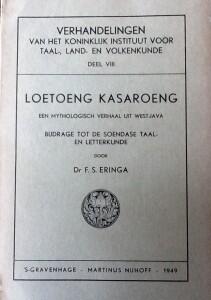 VERHANDELINGEN
VAN HET KONINKLIJK INSTITUUT VOOR
TAAL-, LAND- EN VOLKENKUNDE
DEEL VIII
LOETOENG KASAROENG
EEN MYTHOLOGISCH VERHAAL UIT WEST-JAVA
BIJDRAGE TOT DE SOENDASE TAAL-
EN LETTERKUNDE
DOOR
Dr F. S. ERINGA
'S-GRAVENHAGE - MARTINUS NIJHOFF - 1949